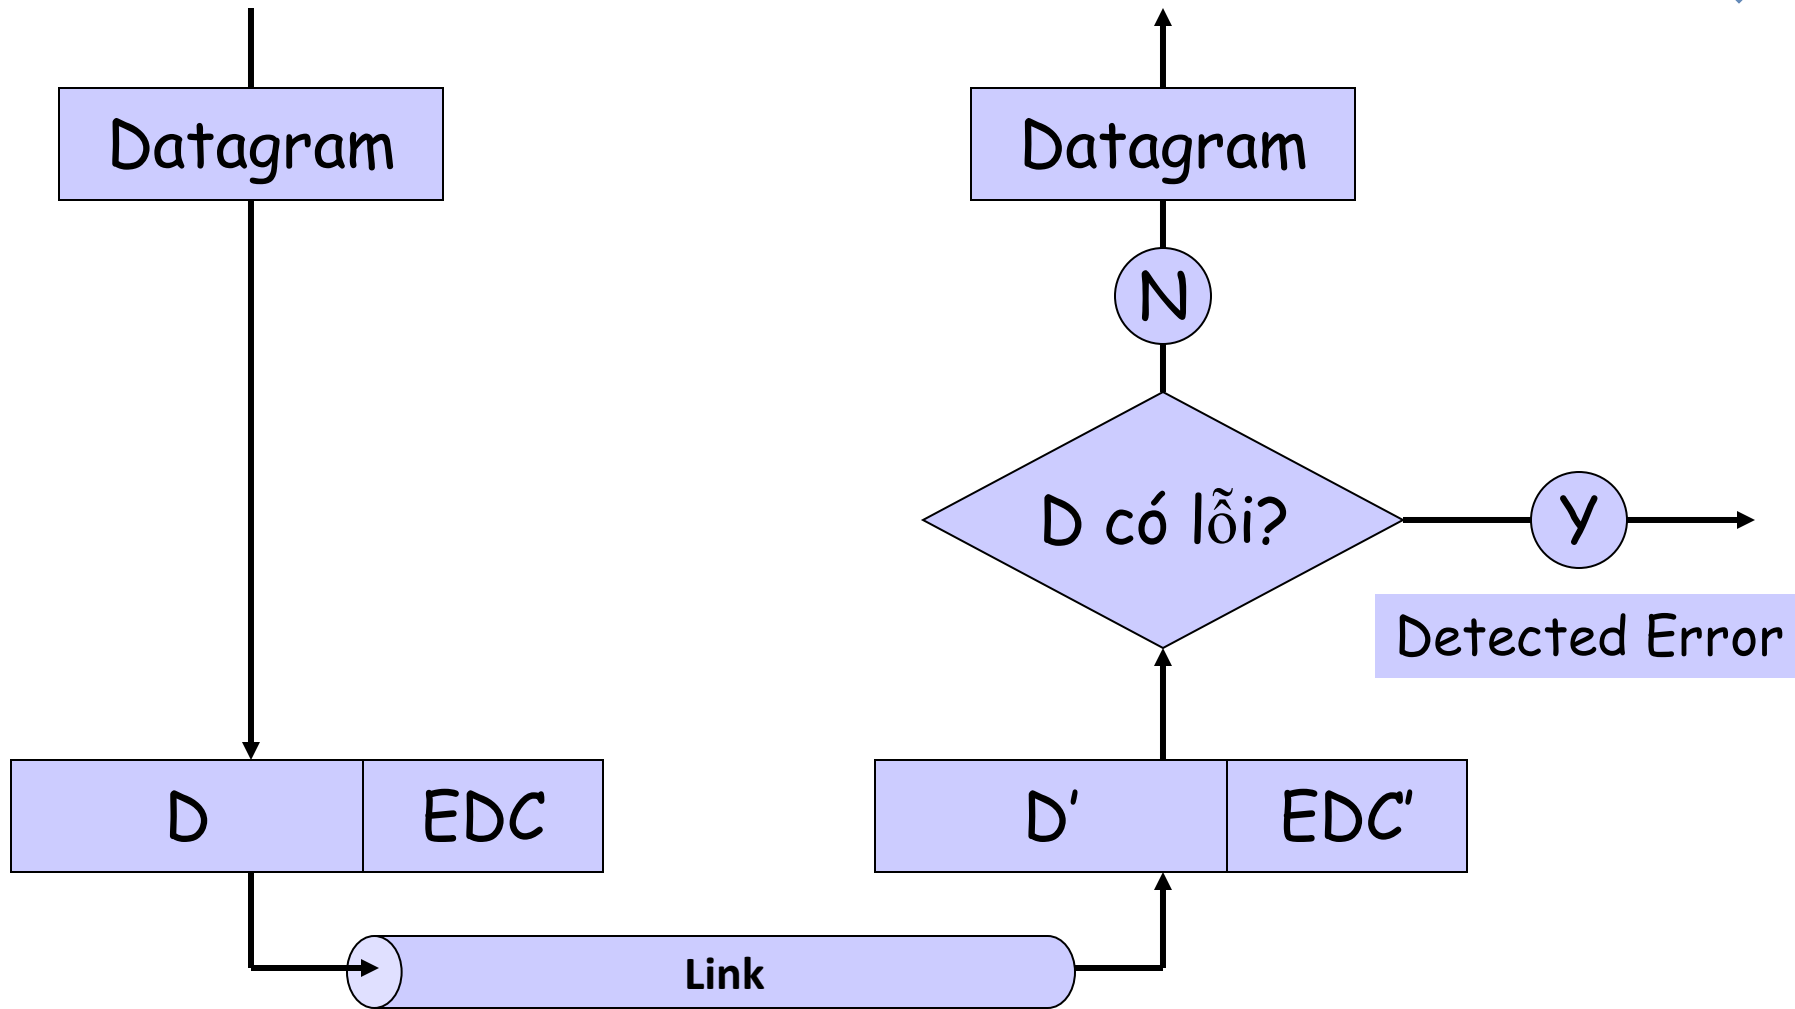 Datagram
Datagram
N
D có lỗi?
Y
Detected Error
D
EDC
D'
EDC'
Link